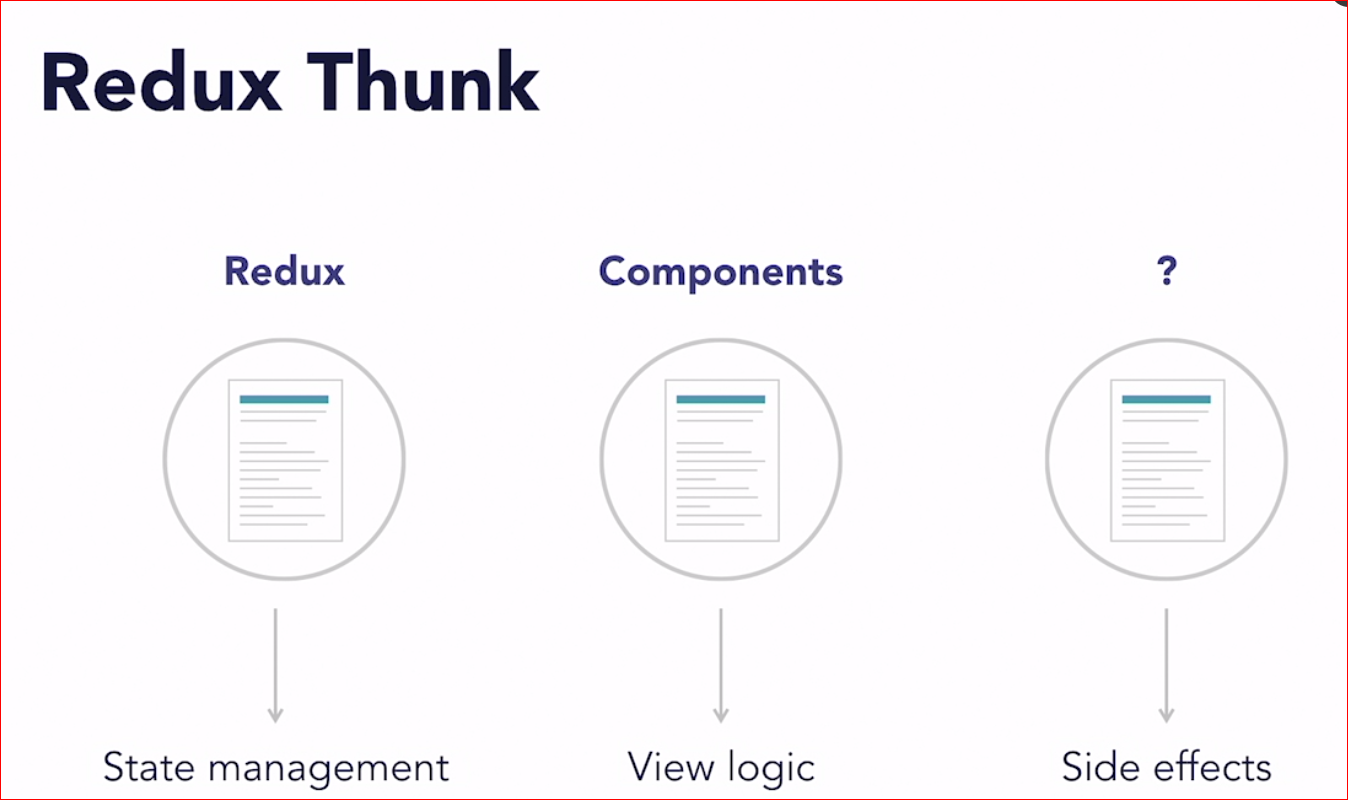 Redux Thunk
Redux
Components
?
State management
View logic
Side effects